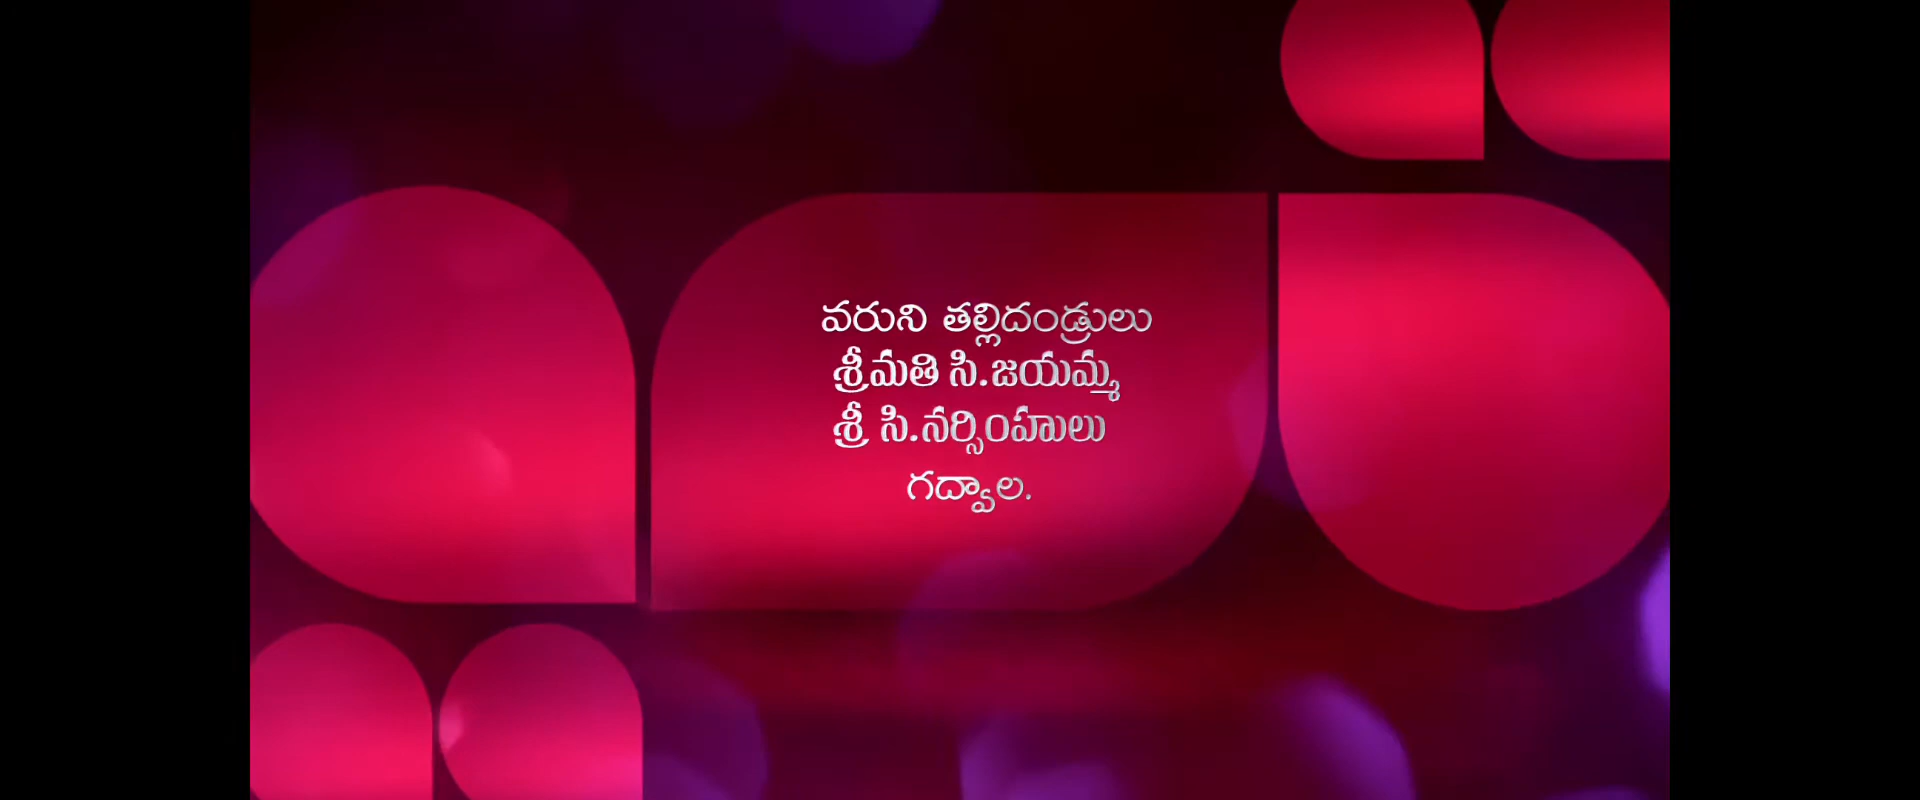 వరుని తల్లిదండ్రులు
శ్రీమతి సి.జయమ్మ
శ్రీ సి.నర్సింహులు
గద్వాల.